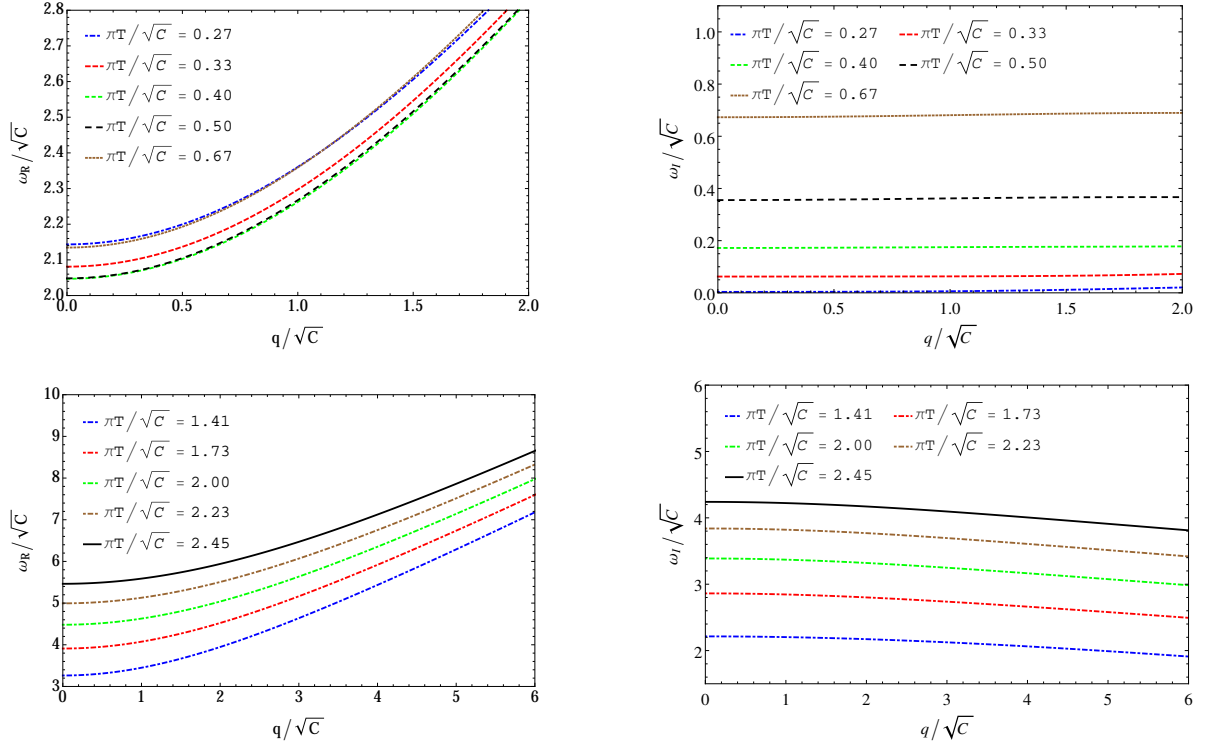 2.8
2.7
2.6
2.5
2.4
2.3
2.2
2.1
2.0
ω_R/√C
πT/√C = 0.27
πT/√C = 0.33
πT/√C = 0.40
πT/√C = 0.50
πT/√C = 0.67
0.0 0.5 1.0 1.5 2.0
q/√C
1.0
0.8
0.6
0.4
0.2
0.0
ω_I/√C
πT/√C = 0.27 πT/√C = 0.33
πT/√C = 0.40 πT/√C = 0.50
πT/√C = 0.67
0.0 0.5 1.0 1.5 2.0
q/√C
10
9
8
7
6
5
4
3
ω_R/√C
πT/√C = 1.41
πT/√C = 1.73
πT/√C = 2.00
πT/√C = 2.23
πT/√C = 2.45
0 1 2 3 4 5 6
q/√C
6
5
4
3
2
ω_I/√C
πT/√C = 1.41 πT/√C = 1.73
πT/√C = 2.00 πT/√C = 2.23
πT/√C = 2.45
0 1 2 3 4 5 6
q/√C